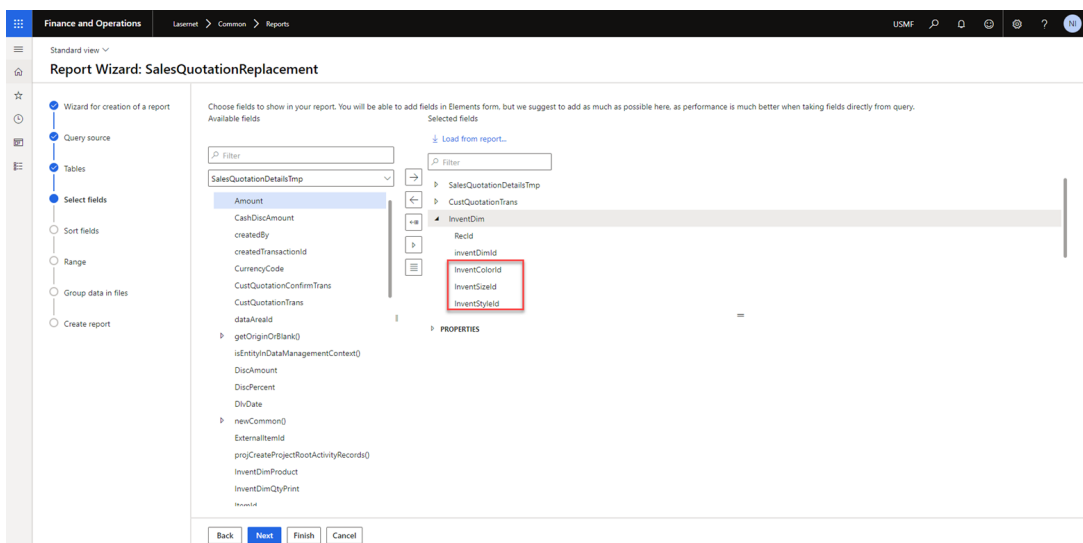 Finance and Operations
Lasernet > Common > Reports
USMF
?
NI
Standard view
Report Wizard: SalesQuotationReplacement
Wizard for creation of a report
Query source
Tables
Select fields
Sort fields
Range
Group data in files
Create report
Choose fields to show in your report. You will be able to add fields in Elements form, but we suggest to add as much as possible here, as performance is much better when taking fields directly from query.
Available fields
Filter
SalesQuotationDetailsTmp
Amount
CashDiscAmount
createdBy
createdTransactionId
CurrencyCode
CustQuotationConfirmTrans
CustQuotationTrans
dataAreaId
getOriginOrBlank()
isEntityInDataManagementContext()
DiscAmount
DiscPercent
DlvDate
newCommon()
ExternalItemId
projCreateProjectRootActivityRecords()
InventDimProduct
InventDimQtyPrint
ItemId
Selected fields
Load from report...
Filter
SalesQuotationDetailsTmp
CustQuotationTrans
InventDim
RecId
inventDimId
InventColorId
InventSizeId
InventStyleId
PROPERTIES
Back
Next
Finish
Cancel